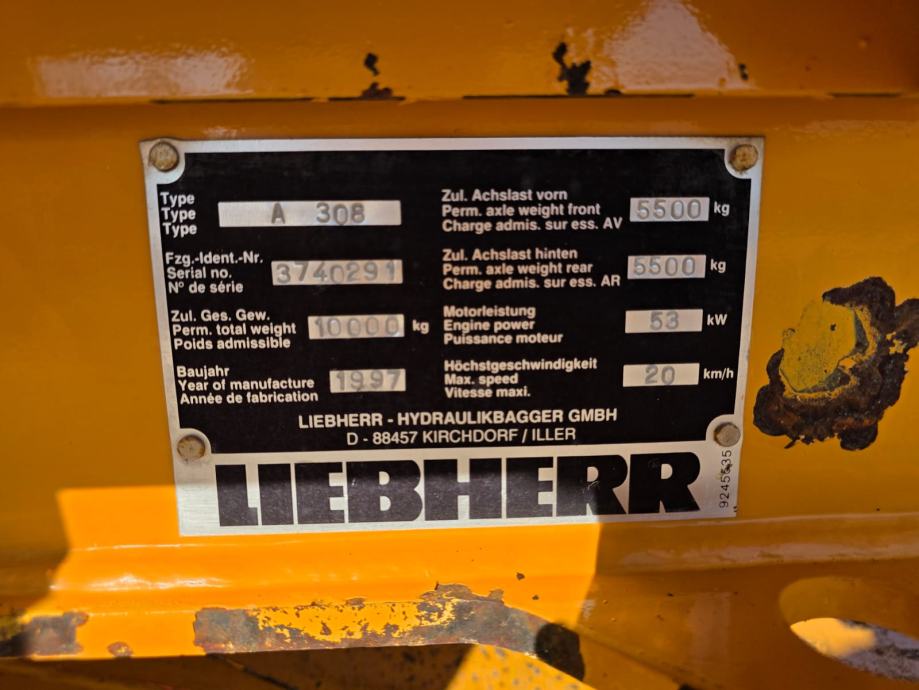 Type
Type A 308
Type
Fzg.-Ident.-Nr.
Serial no. 3740291
N° de série
Zul. Ges. Gew.
Perm. total weight 10000 kg
Poids admissible
Baujahr
Year of manufacture 1997
Année de fabrication
Zul. Achslast vorn
Perm. axle weight front 5500 kg
Charge admis. sur ess. AV
Zul. Achslast hinten
Perm. axle weight rear 5500 kg
Charge admis. sur ess. AR
Motorleistung
Engine power 53 kW
Puissance moteur
Höchstgeschwindigkeit
Max. speed 20 km/h
Vitesse maxi.
LIEBHERR - HYDRAULIKBAGGER GMBH
D - 88457 KIRCHDORF / ILLER
LIEBHERR